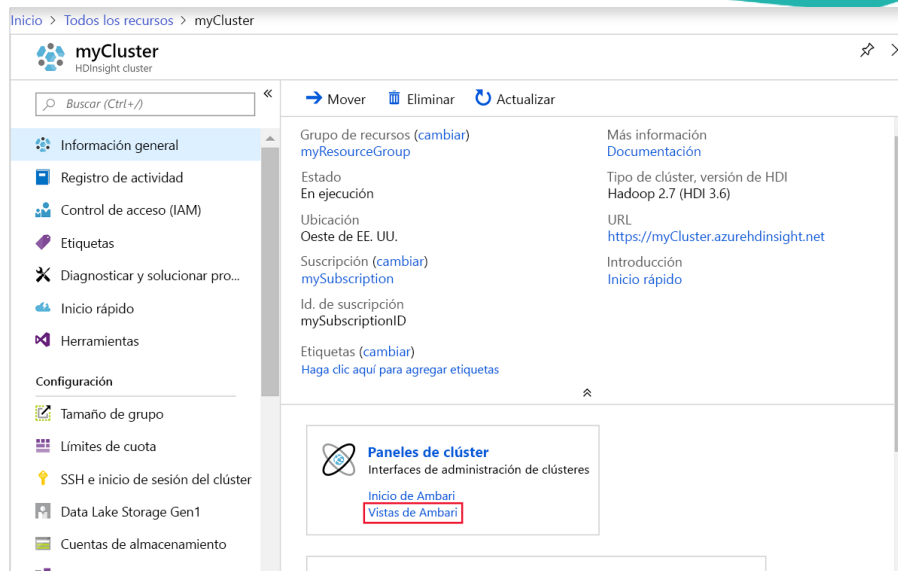 Inicio > Todos los recursos > myCluster
myCluster
HDInsight cluster
Buscar (Ctrl+/)
«
Información general
Registro de actividad
Control de acceso (IAM)
Etiquetas
Diagnosticar y solucionar pro...
Inicio rápido
Herramientas
Configuración
Tamaño de grupo
Límites de cuota
SSH e inicio de sesión del clúster
Data Lake Storage Gen1
Cuentas de almacenamiento
Mover
Eliminar
Actualizar
Grupo de recursos (cambiar)
myResourceGroup
Estado
En ejecución
Ubicación
Oeste de EE. UU.
Suscripción (cambiar)
mySubscription
Id. de suscripción
mySubscriptionID
Etiquetas (cambiar)
Haga clic aquí para agregar etiquetas
Más información
Documentación
Tipo de clúster, versión de HDI
Hadoop 2.7 (HDI 3.6)
URL
https://myCluster.azurehdinsight.net
Introducción
Inicio rápido
Paneles de clúster
Interfaces de administración de clústeres
Inicio de Ambari
Vistas de Ambari